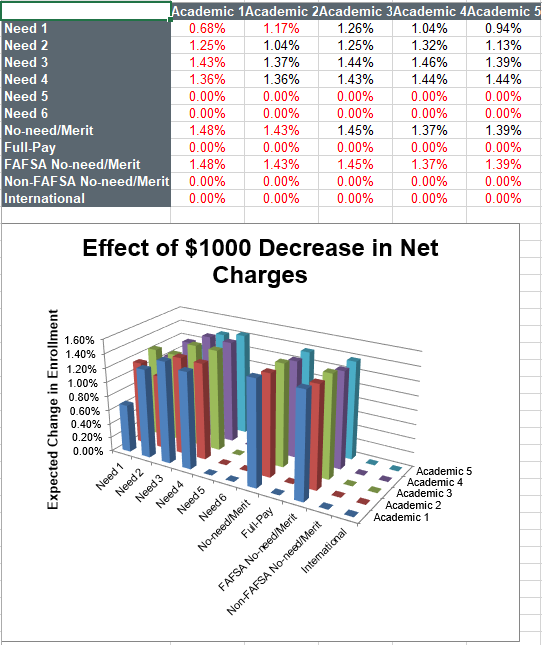 Academic 1 Academic 2 Academic 3 Academic 4 Academic 5
Need 1 0.68% 1.17% 1.26% 1.04% 0.94%
Need 2 1.25% 1.04% 1.25% 1.32% 1.13%
Need 3 1.43% 1.37% 1.44% 1.46% 1.39%
Need 4 1.36% 1.36% 1.43% 1.44% 1.44%
Need 5 0.00% 0.00% 0.00% 0.00% 0.00%
Need 6 0.00% 0.00% 0.00% 0.00% 0.00%
No-need/Merit 1.48% 1.43% 1.45% 1.37% 1.39%
Full-Pay 0.00% 0.00% 0.00% 0.00% 0.00%
FAFSA No-need/Merit 1.48% 1.43% 1.45% 1.37% 1.39%
Non-FAFSA No-need/Merit 0.00% 0.00% 0.00% 0.00% 0.00%
International 0.00% 0.00% 0.00% 0.00% 0.00%
Effect of $1000 Decrease in Net
Charges
Expected Change in Enrollment
1.60%
1.40%
1.20%
1.00%
0.80%
0.60%
0.40%
0.20%
0.00%
Need 1
Need 2
Need 3
Need 4
Need 5
Need 6
No-need/Merit
Full-Pay
FAFSA No-need/Merit
Non-FAFSA No-need/Merit
International
Academic 5
Academic 4
Academic 3
Academic 2
Academic 1